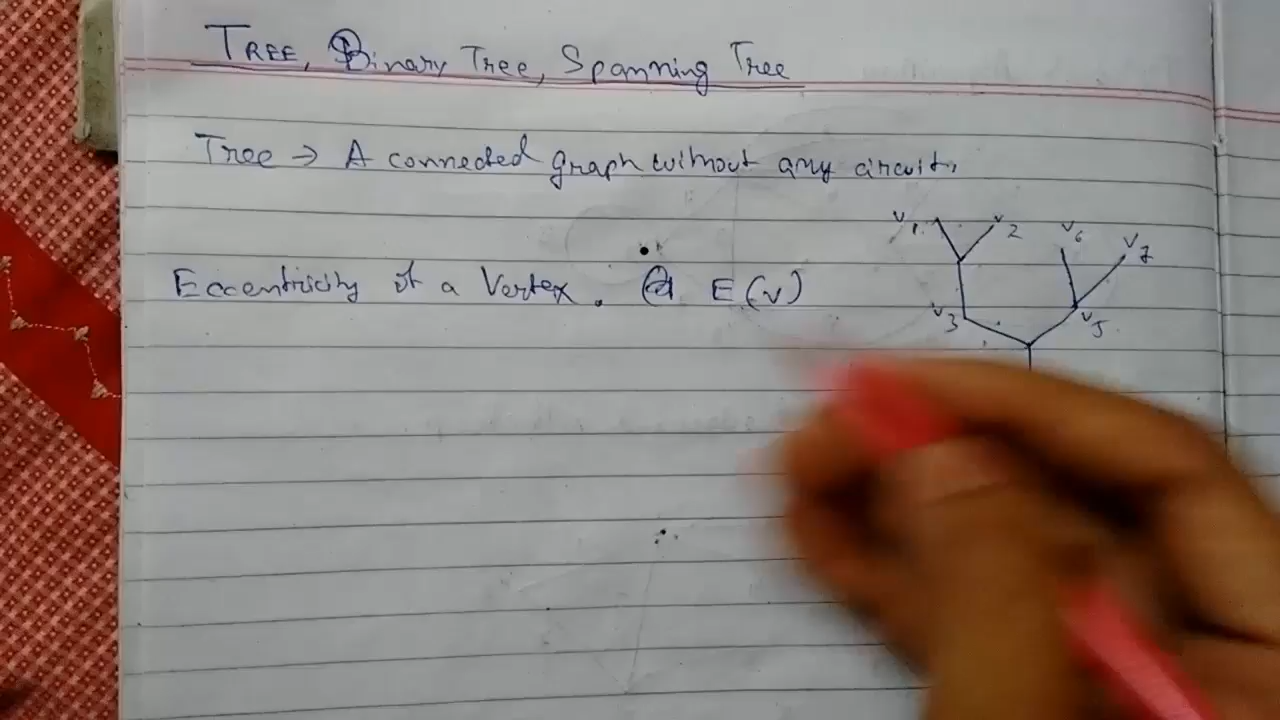 TREE, Binary Tree, Spanning Tree
Tree → A connected graph without any circuit,
V1 V2 V6 V7
Eccentricity of a Vertex. E(v)
V3 V5